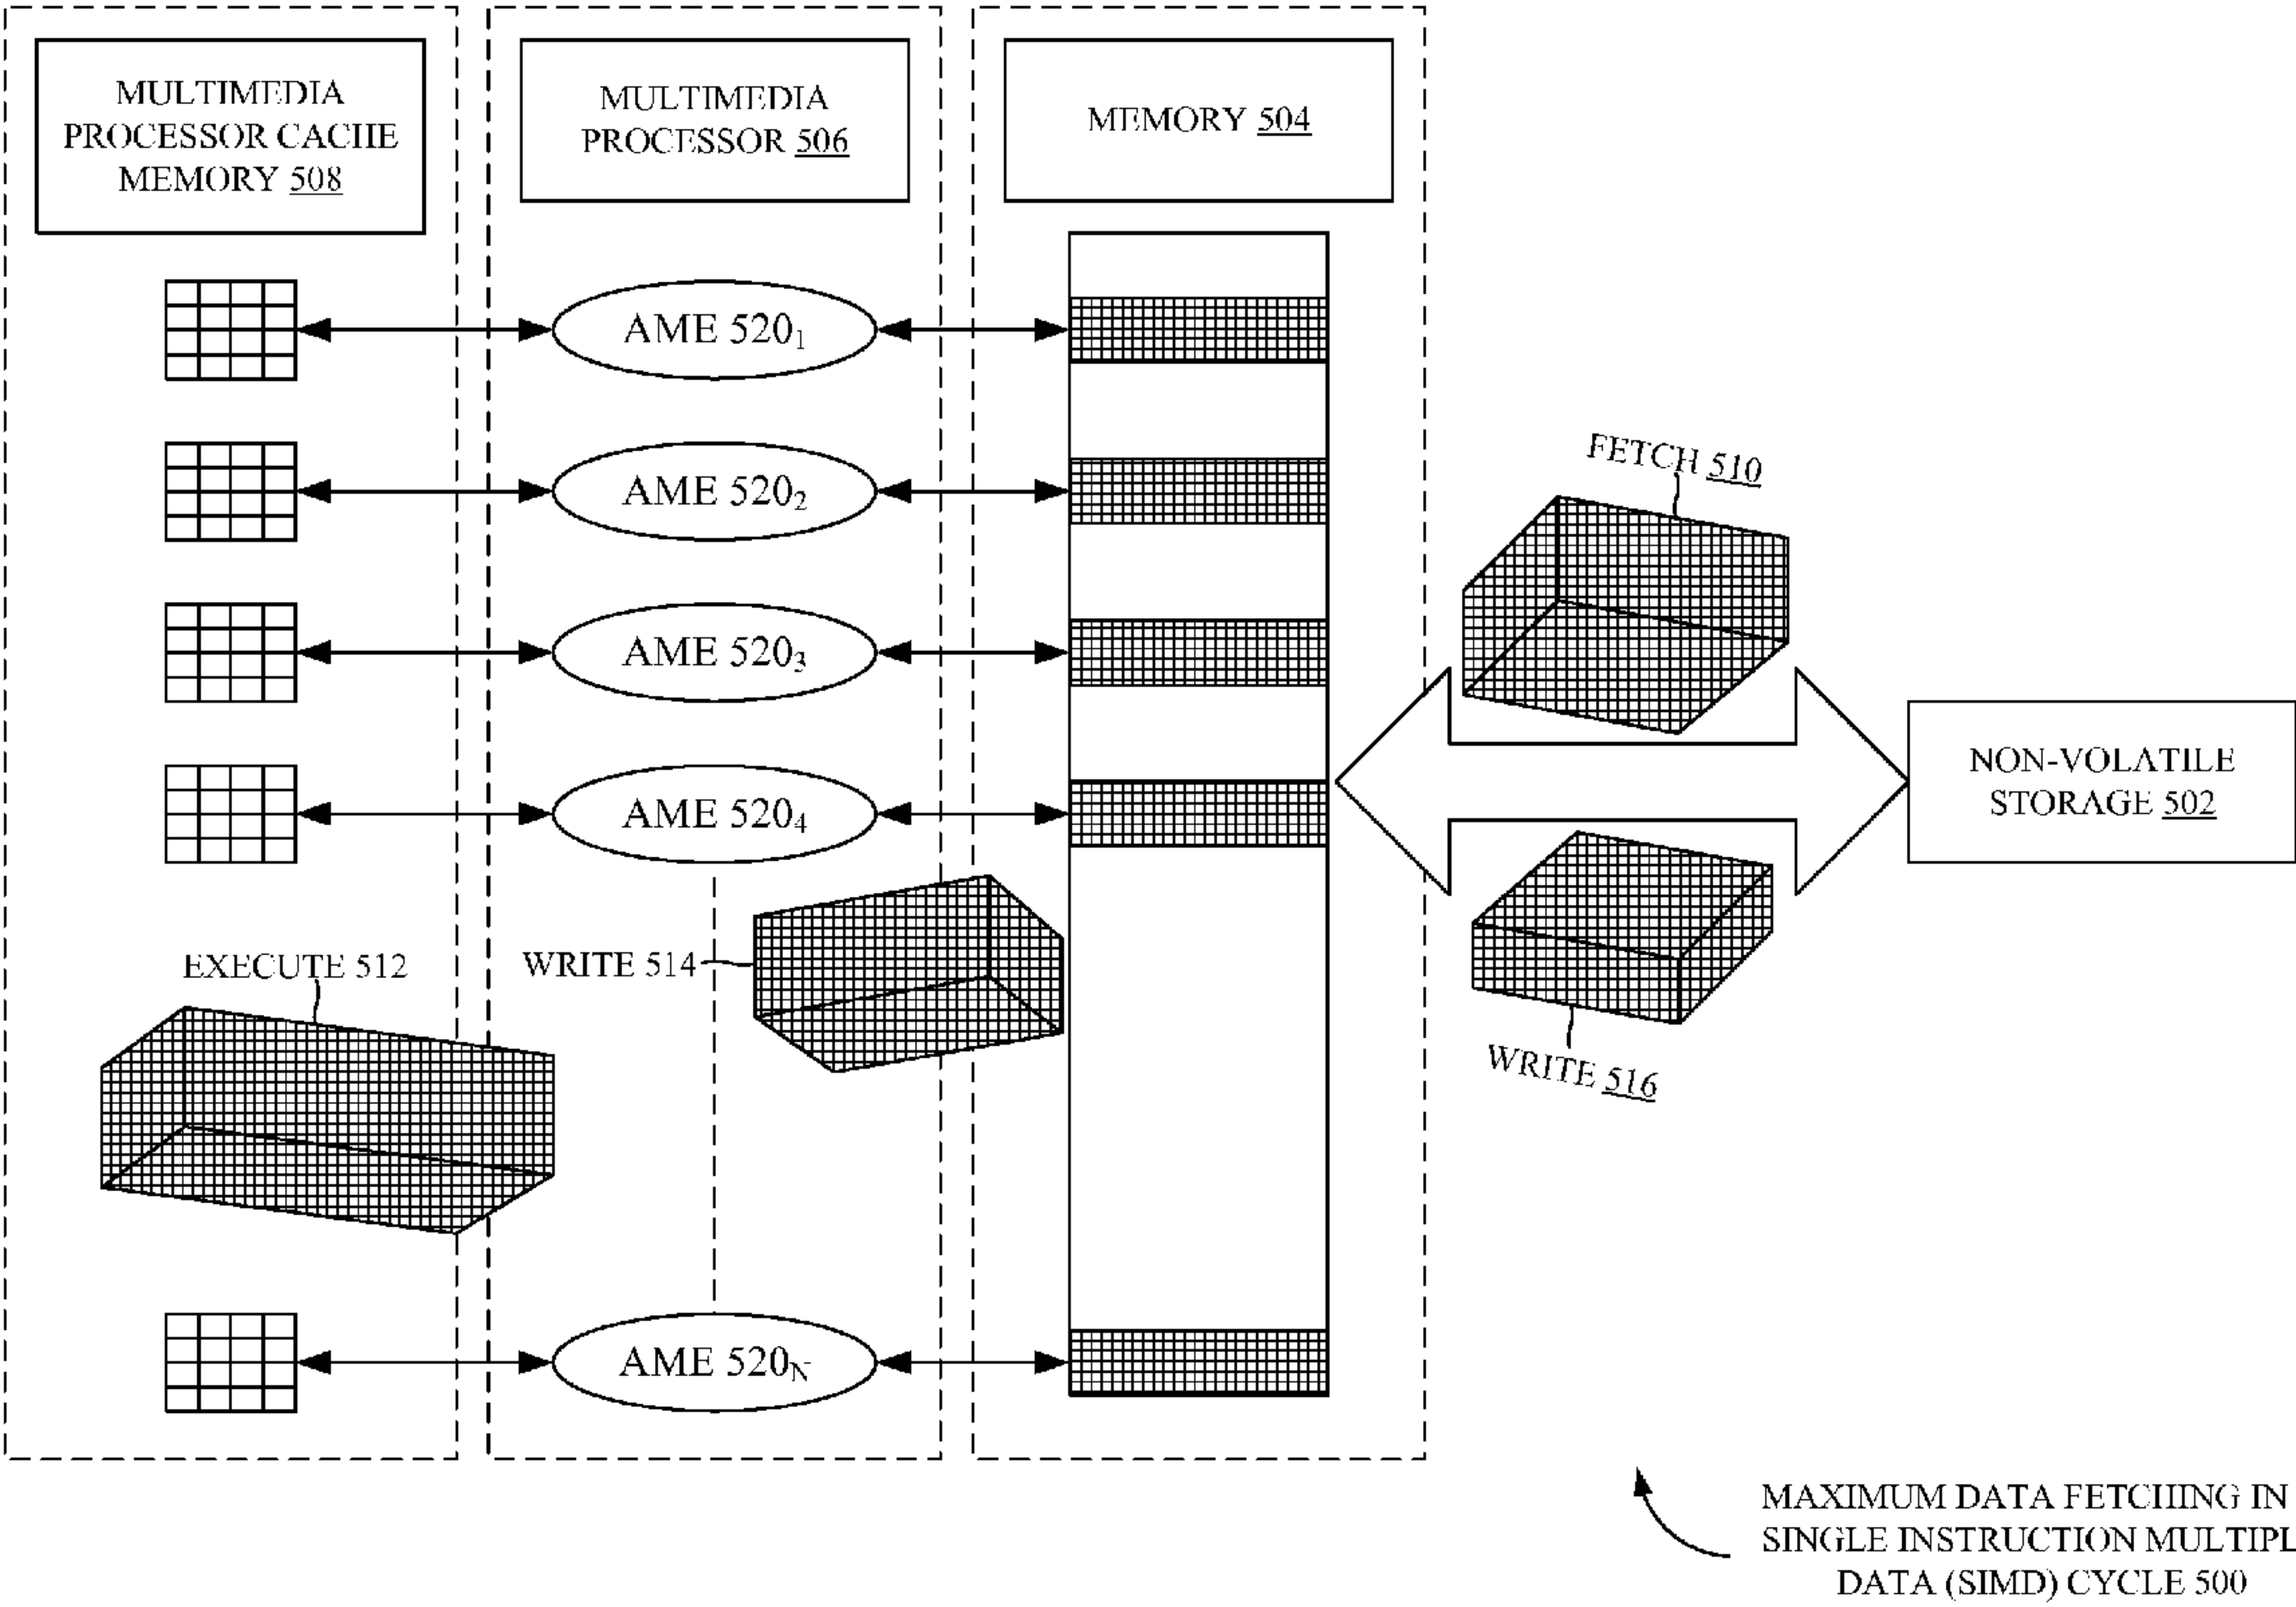 MULTIMEDIA
PROCESSOR CACHE
MEMORY 508
MULTIMEDIA
PROCESSOR 506
MEMORY 504
AME 520₁
AME 520₂
AME 520₃
AME 520₄
AME 520ₙ
FETCH 510
NON-VOLATILE
STORAGE 502
EXECUTE 512
WRITE 514
WRITE 516
MAXIMUM DATA FETCHING IN
SINGLE INSTRUCTION MULTIPL
DATA (SIMD) CYCLE 500